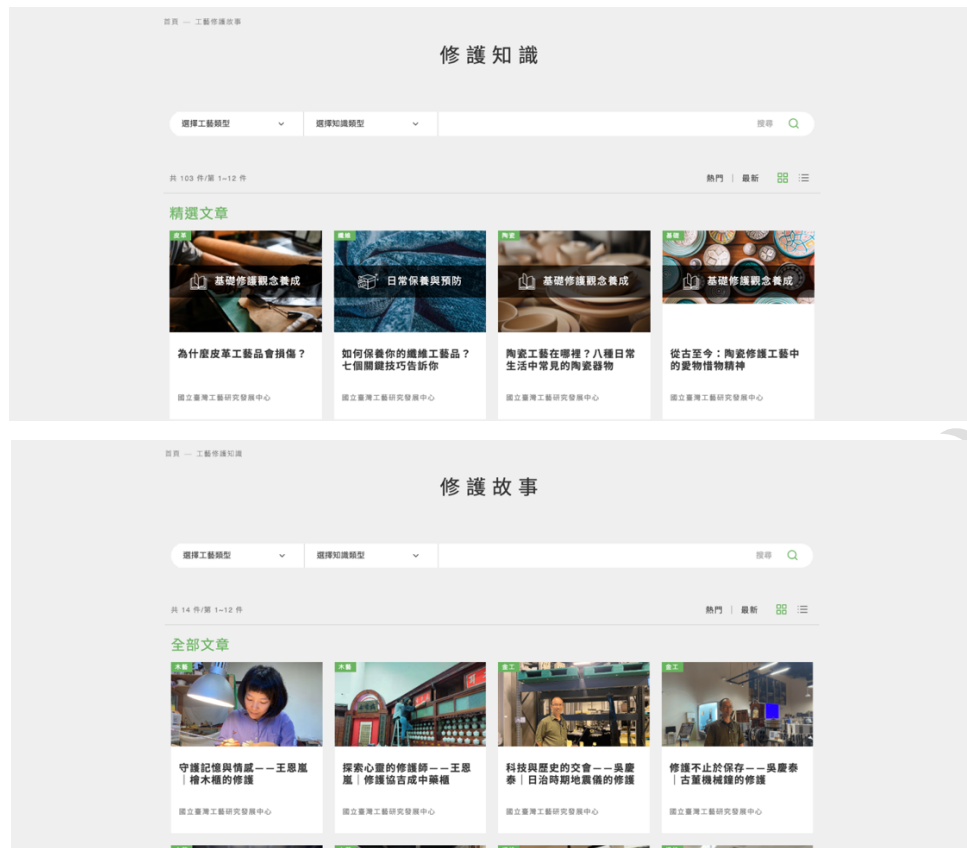 首頁 — 工藝修護故事
修護知識
選擇工藝類型
選擇知識類型
搜尋
共 103 件/第 1–12 件
熱門｜最新
精選文章
皮革
纖維
陶瓷
基礎
基礎修護觀念養成
日常保養與預防
基礎修護觀念養成
基礎修護觀念養成
為什麼皮革工藝品會損傷？
如何保養你的纖維工藝品？
七個關鍵技巧告訴你
陶瓷工藝在哪裡？八種日常
生活中常見的陶瓷器物
從古至今：陶瓷修護工藝中
的愛物惜物精神
國立臺灣工藝研究發展中心
國立臺灣工藝研究發展中心
國立臺灣工藝研究發展中心
國立臺灣工藝研究發展中心
首頁 — 工藝修護知識
修護故事
選擇工藝類型
選擇知識類型
搜尋
共 14 件/第 1–12 件
熱門｜最新
全部文章
木藝
木藝
金工
金工
守護記憶與情感——王恩嵐
｜檜木櫃的修護
探索心靈的修護師——王恩
嵐｜修護協吉成中藥櫃
科技與歷史的交會——吳慶
泰｜日治時期地震儀的修護
修護不止於保存——吳慶泰
｜古董機械鐘的修護
國立臺灣工藝研究發展中心
國立臺灣工藝研究發展中心
國立臺灣工藝研究發展中心
國立臺灣工藝研究發展中心